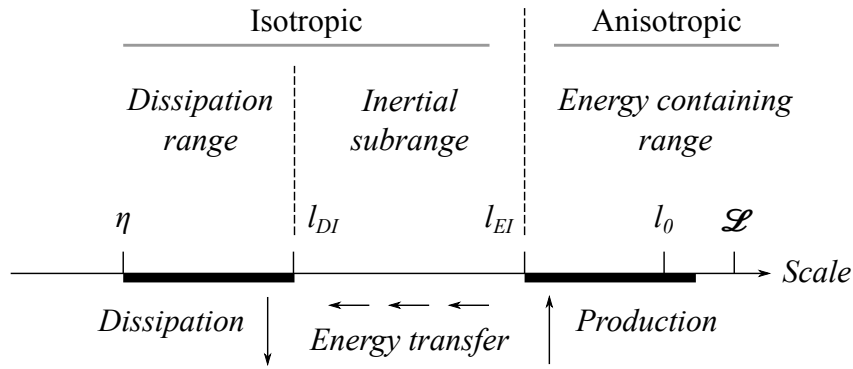 Isotropic
Anisotropic
Dissipation
range
Inertial
subrange
Energy containing
range
η
l_DI
l_EI
l_0
ℒ
Scale
Dissipation
Energy transfer
Production